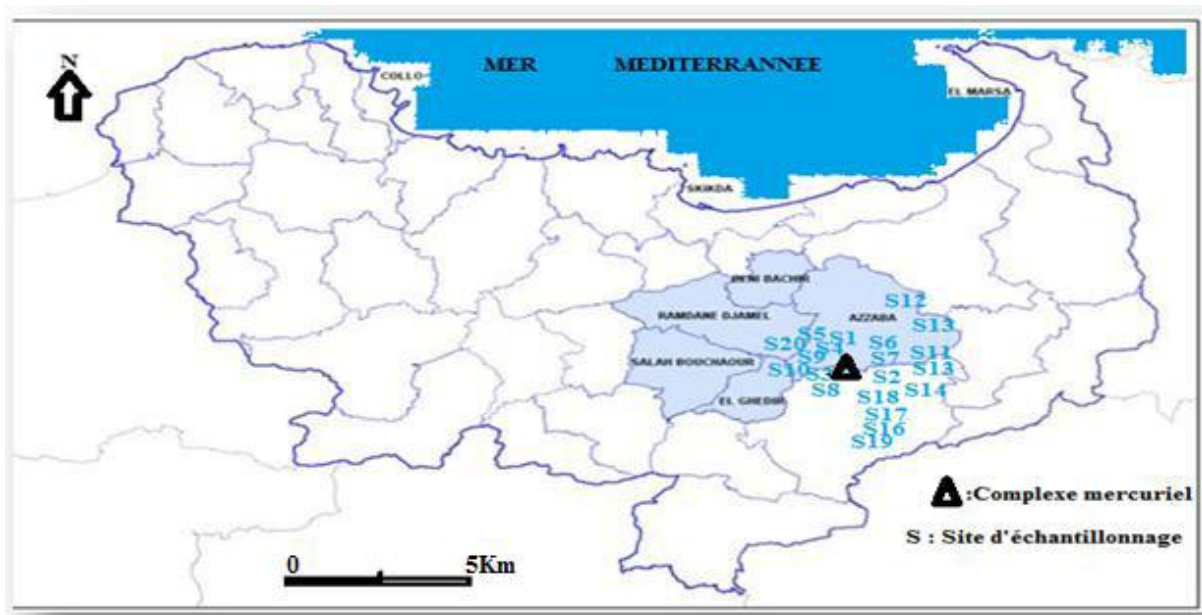 MER MEDITERRANNEE
N
COLLO
EL MARSA
SKIKDA
BENI BACHIR
S12
RAMDANE DJAMEL
AZZABA
S13
S5
S1
S20
S4
S6
S11
S9
S7
SALAH BOUCHAOUR
S10
S3
S2
S13
S8
S14
EL GHEDIR
S18
S17
S16
S19
:Complexe mercuriel
S : Site d'échantillonnage
0 5Km